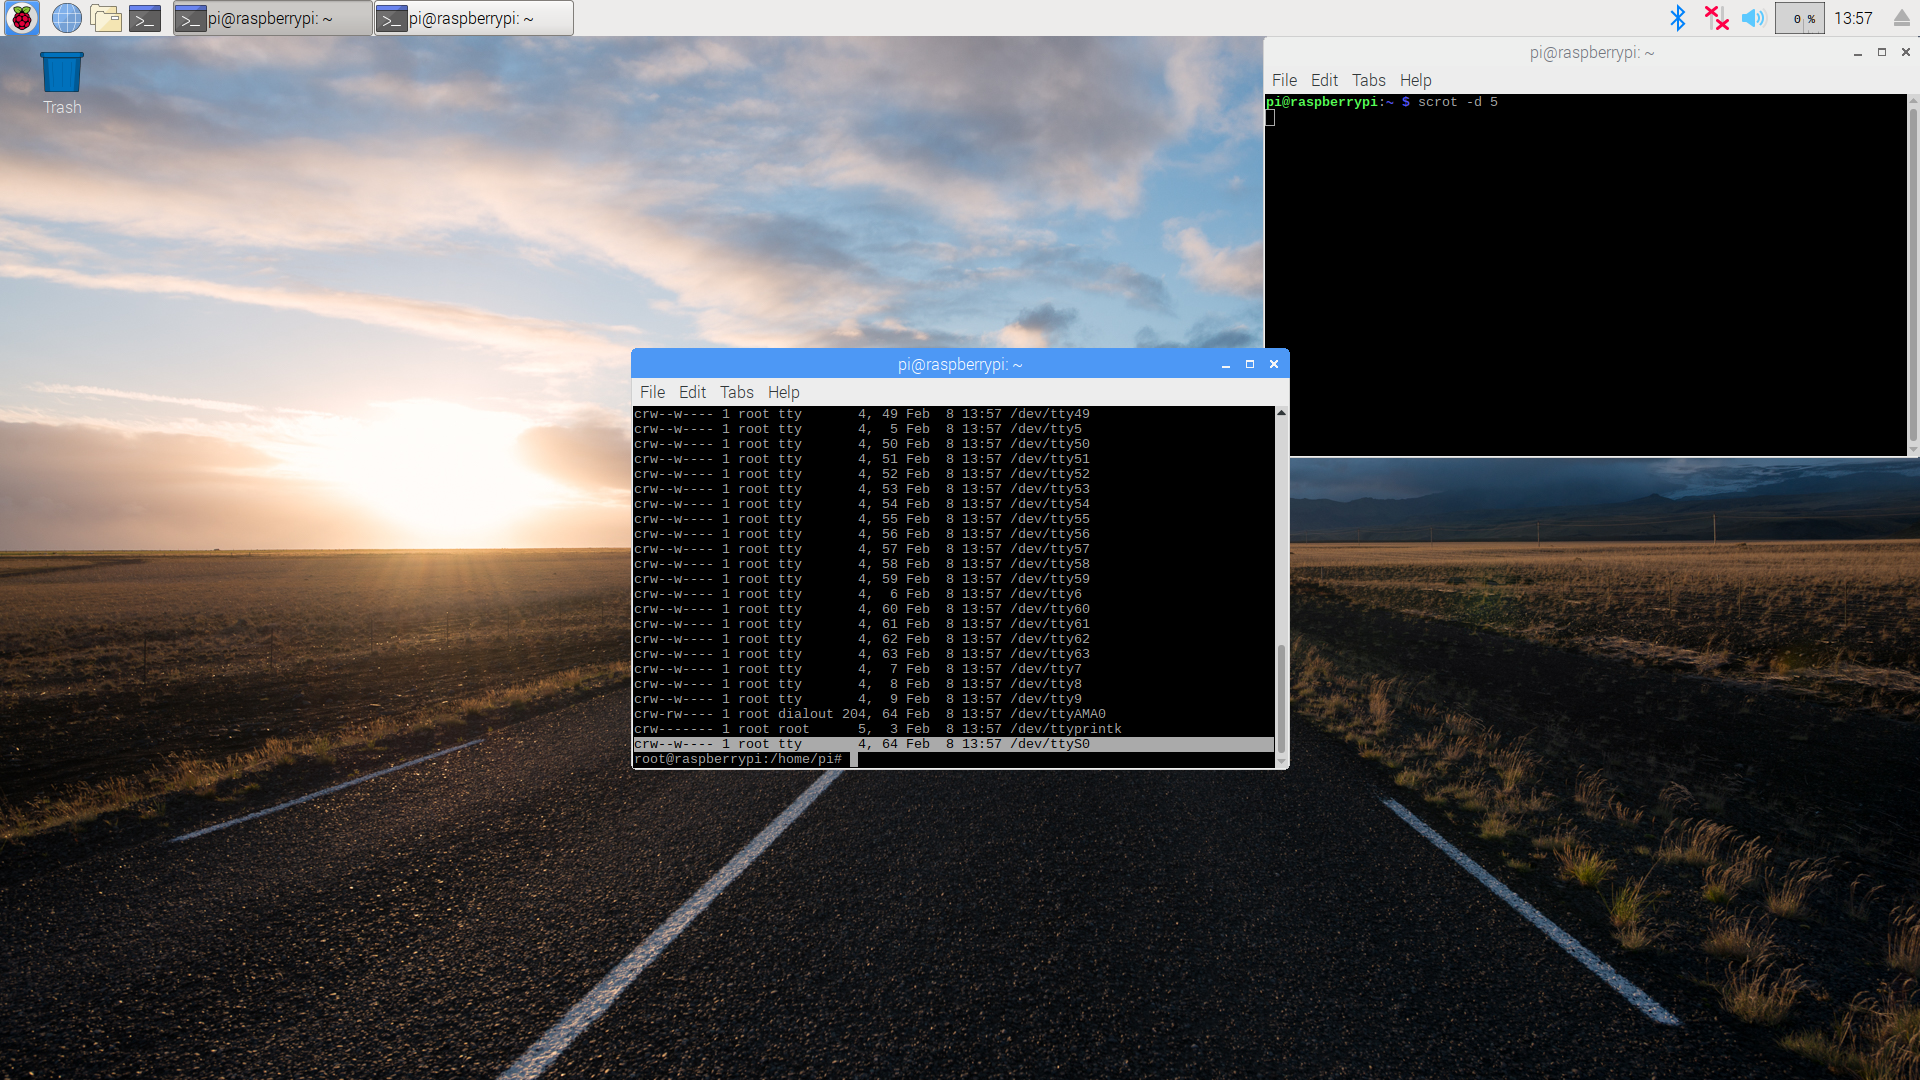 pi@raspberrypi: ~
pi@raspberrypi: ~
0 %
13:57
Trash
pi@raspberrypi: ~
File Edit Tabs Help
pi@raspberrypi:~ $ scrot -d 5
pi@raspberrypi: ~
File Edit Tabs Help
crw--w---- 1 root tty       4, 49 Feb  8 13:57 /dev/tty49
crw--w---- 1 root tty       4,  5 Feb  8 13:57 /dev/tty5
crw--w---- 1 root tty       4, 50 Feb  8 13:57 /dev/tty50
crw--w---- 1 root tty       4, 51 Feb  8 13:57 /dev/tty51
crw--w---- 1 root tty       4, 52 Feb  8 13:57 /dev/tty52
crw--w---- 1 root tty       4, 53 Feb  8 13:57 /dev/tty53
crw--w---- 1 root tty       4, 54 Feb  8 13:57 /dev/tty54
crw--w---- 1 root tty       4, 55 Feb  8 13:57 /dev/tty55
crw--w---- 1 root tty       4, 56 Feb  8 13:57 /dev/tty56
crw--w---- 1 root tty       4, 57 Feb  8 13:57 /dev/tty57
crw--w---- 1 root tty       4, 58 Feb  8 13:57 /dev/tty58
crw--w---- 1 root tty       4, 59 Feb  8 13:57 /dev/tty59
crw--w---- 1 root tty       4,  6 Feb  8 13:57 /dev/tty6
crw--w---- 1 root tty       4, 60 Feb  8 13:57 /dev/tty60
crw--w---- 1 root tty       4, 61 Feb  8 13:57 /dev/tty61
crw--w---- 1 root tty       4, 62 Feb  8 13:57 /dev/tty62
crw--w---- 1 root tty       4, 63 Feb  8 13:57 /dev/tty63
crw--w---- 1 root tty       4,  7 Feb  8 13:57 /dev/tty7
crw--w---- 1 root tty       4,  8 Feb  8 13:57 /dev/tty8
crw--w---- 1 root tty       4,  9 Feb  8 13:57 /dev/tty9
crw-rw---- 1 root dialout 204, 64 Feb  8 13:57 /dev/ttyAMA0
crw------- 1 root root      5,  3 Feb  8 13:57 /dev/ttyprintk
crw--w---- 1 root tty       4, 64 Feb  8 13:57 /dev/ttyS0
root@raspberrypi:/home/pi#